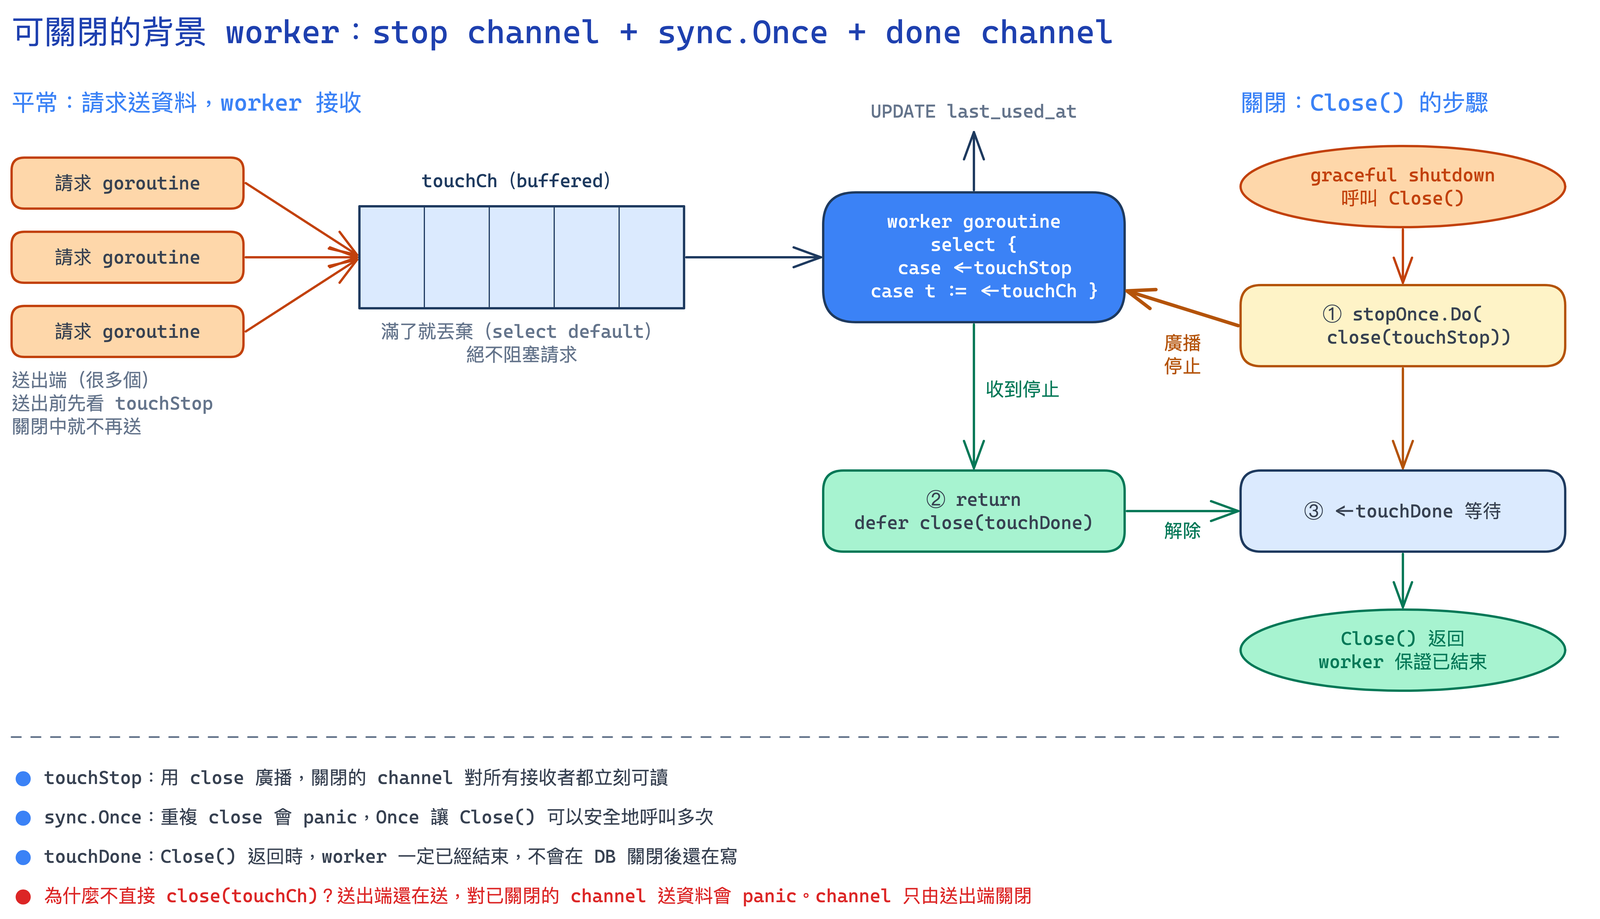 可關閉的背景 worker：stop channel + sync.Once + done channel
平常：請求送資料，worker 接收
關閉：Close() 的步驟
UPDATE last_used_at
請求 goroutine
請求 goroutine
請求 goroutine
送出端（很多個）
送出前先看 touchStop
關閉中就不再送
touchCh（buffered）
滿了就丟棄（select default）
絕不阻塞請求
worker goroutine
select {
case ←touchStop
case t := ←touchCh }
graceful shutdown
呼叫 Close()
① stopOnce.Do(
close(touchStop))
廣播
停止
收到停止
② return
defer close(touchDone)
解除
③ ←touchDone 等待
Close() 返回
worker 保證已結束
touchStop：用 close 廣播，關閉的 channel 對所有接收者都立刻可讀
sync.Once：重複 close 會 panic，Once 讓 Close() 可以安全地呼叫多次
touchDone：Close() 返回時，worker 一定已經結束，不會在 DB 關閉後還在寫
為什麼不直接 close(touchCh)？送出端還在送，對已關閉的 channel 送資料會 panic。channel 只由送出端關閉